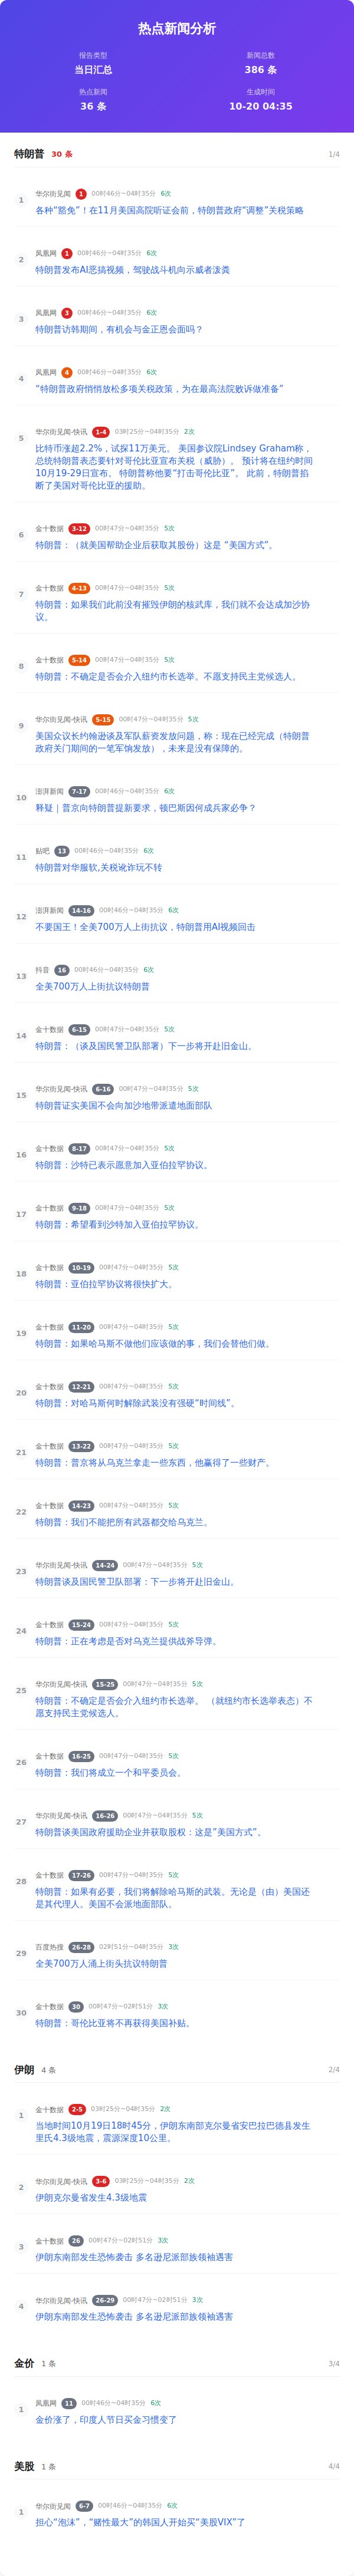 热点新闻分析
报告类型
新闻总数
当日汇总
386 条
热点新闻
生成时间
36 条
10-20 04:35
特朗普 30 条 1/4
1
华尔街见闻 1 00时46分~04时35分 6次
各种“豁免”！在11月美国高院听证会前，特朗普政府“调整”关税策略
2
凤凰网 1 00时46分~04时35分 6次
特朗普发布AI恶搞视频，驾驶战斗机向示威者泼粪
3
凤凰网 3 00时46分~04时35分 6次
特朗普访韩期间，有机会与金正恩会面吗？
4
凤凰网 4 00时46分~04时35分 6次
“特朗普政府悄悄放松多项关税政策，为在最高法院败诉做准备”
5
华尔街见闻-快讯 1-4 03时25分~04时35分 2次
比特币涨超2.2%，试探11万美元。 美国参议院Lindsey Graham称，
总统特朗普表态要针对哥伦比亚宣布关税（威胁）。 预计将在纽约时间
10月19-29日宣布。 特朗普称他要“打击哥伦比亚”。 此前，特朗普掐
断了美国对哥伦比亚的援助。
6
金十数据 3-12 00时47分~04时35分 5次
特朗普：（就美国帮助企业后获取其股份）这是 “美国方式”。
7
金十数据 4-13 00时47分~04时35分 5次
特朗普：如果我们此前没有摧毁伊朗的核武库，我们就不会达成加沙协
议。
8
金十数据 5-14 00时47分~04时35分 5次
特朗普：不确定是否会介入纽约市长选举。不愿支持民主党候选人。
9
华尔街见闻-快讯 5-15 00时47分~04时35分 5次
美国众议长约翰逊谈及军队薪资发放问题，称：现在已经完成（特朗普
政府关门期间的一笔军饷发放），未来是没有保障的。
10
澎湃新闻 7-17 00时46分~04时35分 6次
释疑｜普京向特朗普提新要求，顿巴斯因何成兵家必争？
11
贴吧 13 00时46分~04时35分 6次
特朗普对华服软,关税讹诈玩不转
12
澎湃新闻 14-16 00时46分~04时35分 6次
不要国王！全美700万人上街抗议，特朗普用AI视频回击
13
抖音 16 00时46分~04时35分 6次
全美700万人上街抗议特朗普
14
金十数据 6-15 00时47分~04时35分 5次
特朗普：（谈及国民警卫队部署）下一步将开赴旧金山。
15
华尔街见闻-快讯 6-16 00时47分~04时35分 5次
特朗普证实美国不会向加沙地带派遣地面部队
16
金十数据 8-17 00时47分~04时35分 5次
特朗普：沙特已表示愿意加入亚伯拉罕协议。
17
金十数据 9-18 00时47分~04时35分 5次
特朗普：希望看到沙特加入亚伯拉罕协议。
18
金十数据 10-19 00时47分~04时35分 5次
特朗普：亚伯拉罕协议将很快扩大。
19
金十数据 11-20 00时47分~04时35分 5次
特朗普：如果哈马斯不做他们应该做的事，我们会替他们做。
20
金十数据 12-21 00时47分~04时35分 5次
特朗普：对哈马斯何时解除武装没有强硬“时间线”。
21
金十数据 13-22 00时47分~04时35分 5次
特朗普：普京将从乌克兰拿走一些东西，他赢得了一些财产。
22
金十数据 14-23 00时47分~04时35分 5次
特朗普：我们不能把所有武器都交给乌克兰。
23
华尔街见闻-快讯 14-24 00时47分~04时35分 5次
特朗普谈及国民警卫队部署：下一步将开赴旧金山。
24
金十数据 15-24 00时47分~04时35分 5次
特朗普：正在考虑是否对乌克兰提供战斧导弹。
25
华尔街见闻-快讯 15-25 00时47分~04时35分 5次
特朗普：不确定是否会介入纽约市长选举。 （就纽约市长选举表态）不
愿支持民主党候选人。
26
金十数据 16-25 00时47分~04时35分 5次
特朗普：我们将成立一个和平委员会。
27
华尔街见闻-快讯 16-26 00时47分~04时35分 5次
特朗普谈美国政府援助企业并获取股权：这是”美国方式”。
28
金十数据 17-26 00时47分~04时35分 5次
特朗普：如果有必要，我们将解除哈马斯的武装。无论是（由）美国还
是其代理人。美国不会派地面部队。
29
百度热搜 26-28 02时51分~04时35分 3次
全美700万人涌上街头抗议特朗普
30
金十数据 30 00时47分~02时51分 3次
特朗普：哥伦比亚将不再获得美国补贴。
伊朗 4 条 2/4
1
金十数据 2-5 03时25分~04时35分 2次
当地时间10月19日18时45分，伊朗东南部克尔曼省安巴拉巴德县发生
里氏4.3级地震，震源深度10公里。
2
华尔街见闻-快讯 3-6 03时25分~04时35分 2次
伊朗克尔曼省发生4.3级地震
3
金十数据 26 00时47分~02时51分 3次
伊朗东南部发生恐怖袭击 多名逊尼派部族领袖遇害
4
华尔街见闻-快讯 26-29 00时47分~02时51分 3次
伊朗东南部发生恐怖袭击 多名逊尼派部族领袖遇害
金价 1 条 3/4
1
凤凰网 11 00时46分~04时35分 6次
金价涨了，印度人节日买金习惯变了
美股 1 条 4/4
1
华尔街见闻 6-7 00时46分~04时35分 6次
担心“泡沫”，“赌性最大”的韩国人开始买“美股VIX”了